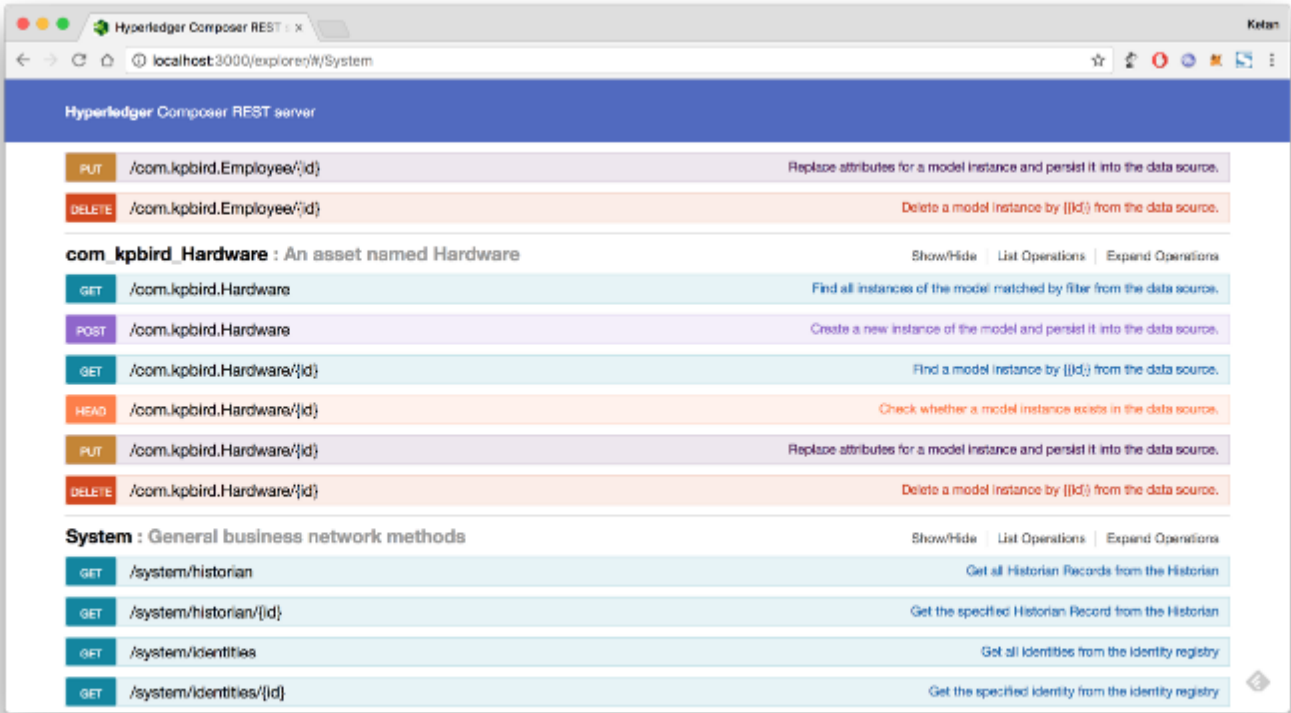 Hyperledger Composer REST s
Ketan
localhost:3000/explorer/#/System
Hyperledger Composer REST server
PUT /com.kpbird.Employee/{id} Replace attributes for a model instance and persist it into the data source.
DELETE /com.kpbird.Employee/{id} Delete a model instance by {{id}} from the data source.
com_kpbird_Hardware : An asset named Hardware Show/Hide List Operations Expand Operations
GET /com.kpbird.Hardware Find all instances of the model matched by filter from the data source.
POST /com.kpbird.Hardware Create a new instance of the model and persist it into the data source.
GET /com.kpbird.Hardware/{id} Find a model instance by {{id}} from the data source.
HEAD /com.kpbird.Hardware/{id} Check whether a model instance exists in the data source.
PUT /com.kpbird.Hardware/{id} Replace attributes for a model instance and persist it into the data source.
DELETE /com.kpbird.Hardware/{id} Delete a model instance by {{id}} from the data source.
System : General business network methods Show/Hide List Operations Expand Operations
GET /system/historian Get all Historian Records from the Historian
GET /system/historian/{id} Get the specified Historian Record from the Historian
GET /system/identities Get all identities from the identity registry
GET /system/identities/{id} Get the specified identity from the identity registry